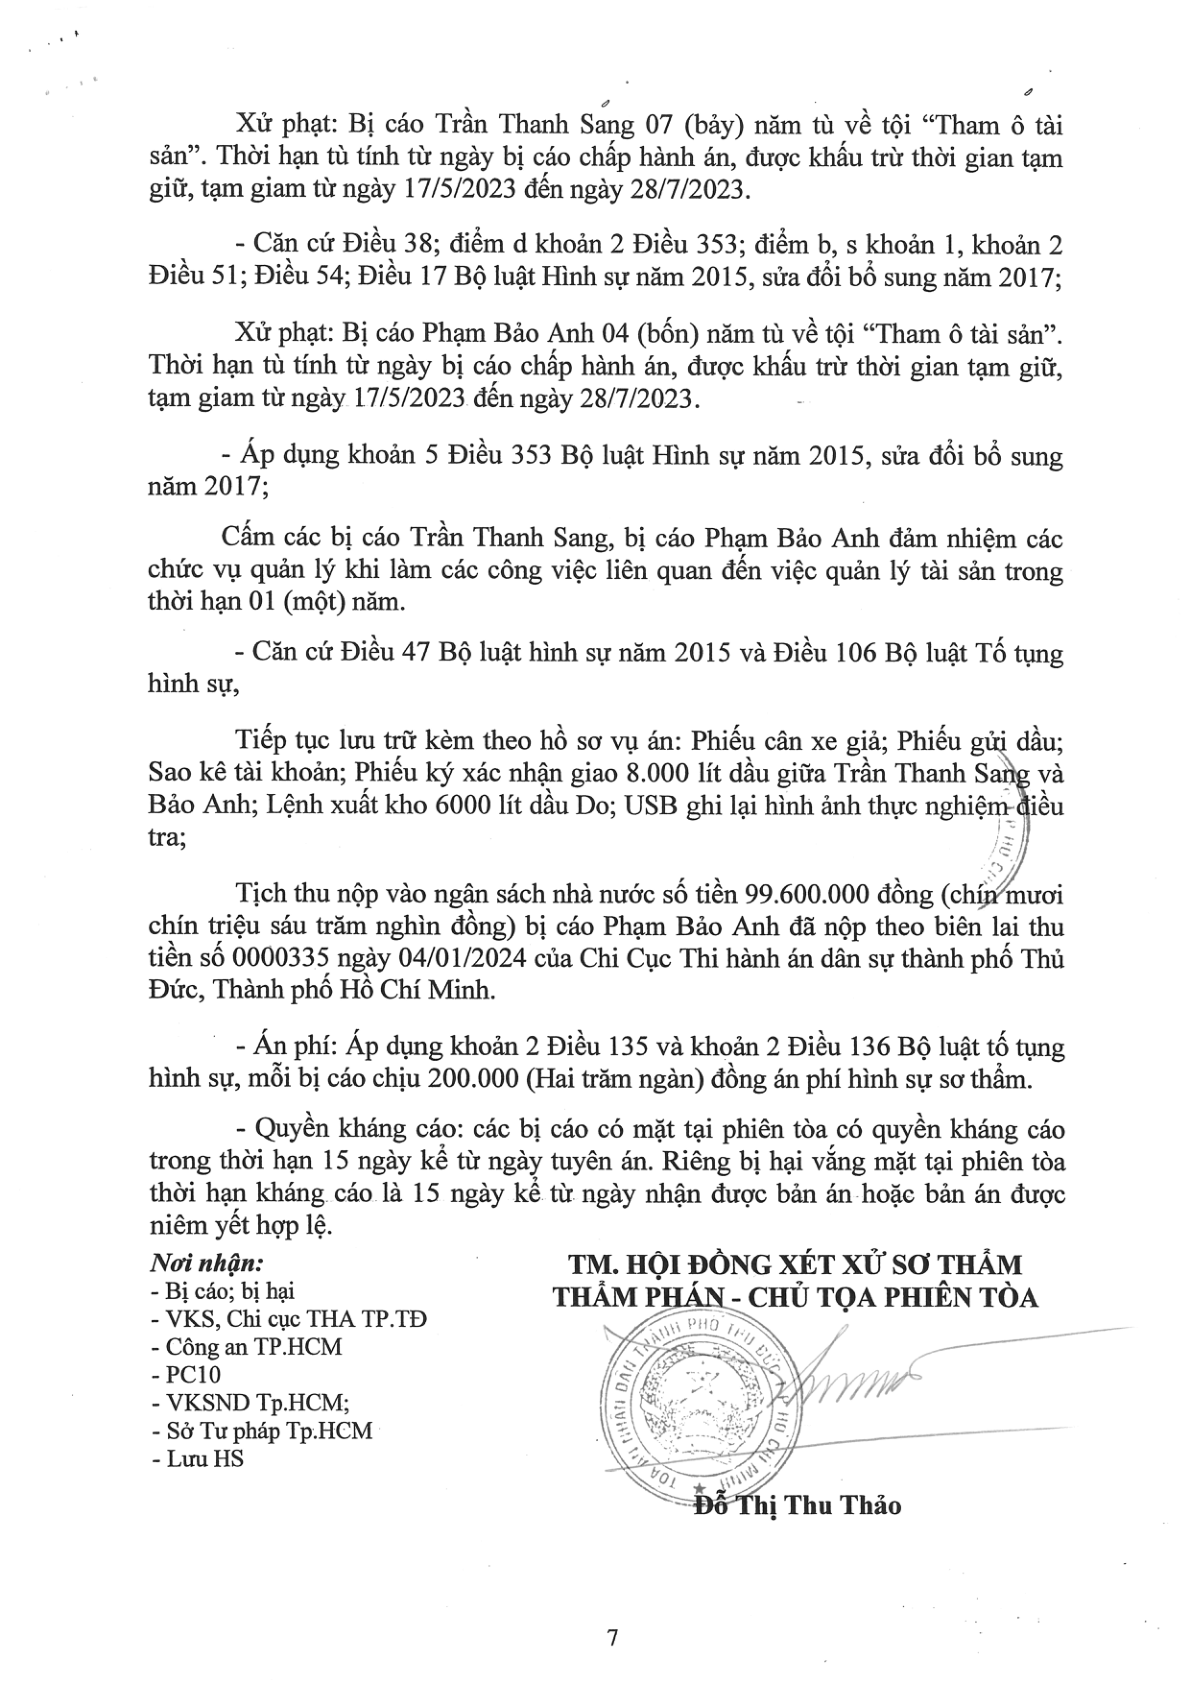 Xử phạt: Bị cáo Trần Thanh Sang 07 (bảy) năm tù về tội “Tham ô tài
sản”. Thời hạn tù tính từ ngày bị cáo chấp hành án, được khấu trừ thời gian tạm
giữ, tạm giam từ ngày 17/5/2023 đến ngày 28/7/2023.
- Căn cứ Điều 38; điểm d khoản 2 Điều 353; điểm b, s khoản 1, khoản 2
Điều 51; Điều 54; Điều 17 Bộ luật Hình sự năm 2015, sửa đổi bổ sung năm 2017;
Xử phạt: Bị cáo Phạm Bảo Anh 04 (bốn) năm tù về tội “Tham ô tài sản”.
Thời hạn tù tính từ ngày bị cáo chấp hành án, được khấu trừ thời gian tạm giữ,
tạm giam từ ngày 17/5/2023 đến ngày 28/7/2023.
- Áp dụng khoản 5 Điều 353 Bộ luật Hình sự năm 2015, sửa đổi bổ sung
năm 2017;
Cấm các bị cáo Trần Thanh Sang, bị cáo Phạm Bảo Anh đảm nhiệm các
chức vụ quản lý khi làm các công việc liên quan đến việc quản lý tài sản trong
thời hạn 01 (một) năm.
- Căn cứ Điều 47 Bộ luật hình sự năm 2015 và Điều 106 Bộ luật Tố tụng
hình sự,
Tiếp tục lưu trữ kèm theo hồ sơ vụ án: Phiếu cân xe giả; Phiếu gửi dầu;
Sao kê tài khoản; Phiếu ký xác nhận giao 8.000 lít dầu giữa Trần Thanh Sang và
Bảo Anh; Lệnh xuất kho 6000 lít dầu Do; USB ghi lại hình ảnh thực nghiệm điều
tra;
Tịch thu nộp vào ngân sách nhà nước số tiền 99.600.000 đồng (chín mươi
chín triệu sáu trăm nghìn đồng) bị cáo Phạm Bảo Anh đã nộp theo biên lai thu
tiền số 0000335 ngày 04/01/2024 của Chi Cục Thi hành án dân sự thành phố Thủ
Đức, Thành phố Hồ Chí Minh.
- Án phí: Áp dụng khoản 2 Điều 135 và khoản 2 Điều 136 Bộ luật tố tụng
hình sự, mỗi bị cáo chịu 200.000 (Hai trăm ngàn) đồng án phí hình sự sơ thẩm.
- Quyền kháng cáo: các bị cáo có mặt tại phiên tòa có quyền kháng cáo
trong thời hạn 15 ngày kể từ ngày tuyên án. Riêng bị hại vắng mặt tại phiên tòa
thời hạn kháng cáo là 15 ngày kể từ ngày nhận được bản án hoặc bản án được
niêm yết hợp lệ.
Nơi nhận:
- Bị cáo; bị hại
- VKS, Chi cục THA TP.TĐ
- Công an TP.HCM
- PC10
- VKSND Tp.HCM;
- Sở Tư pháp Tp.HCM
- Lưu HS
TM. HỘI ĐỒNG XÉT XỬ SƠ THẨM
THẨM PHÁN - CHỦ TỌA PHIÊN TÒA
TÒA ÁN NHÂN DÂN THÀNH PHỐ THỦ ĐỨC TP HỒ CHÍ MINH
Đỗ Thị Thu Thảo
7